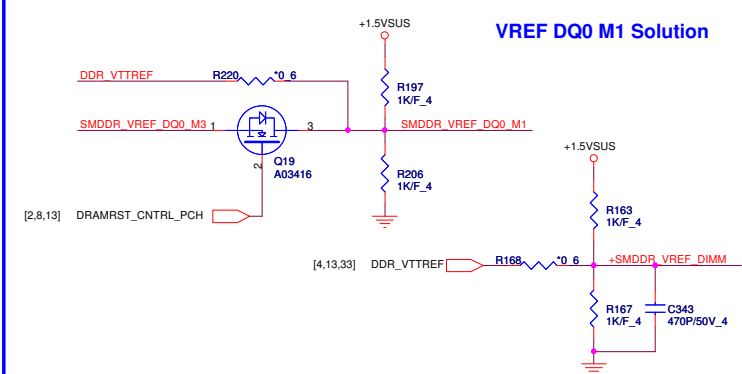 +1.5VSUS
VREF DQ0 M1 Solution
DDR_VTTREF
R220
*0_6
R197
1K/F_4
SMDDR_VREF_DQ0_M3
1
3
SMDDR_VREF_DQ0_M1
Q19
A03416
2
R206
1K/F_4
+1.5VSUS
[2,8,13] DRAMRST_CNTRL_PCH
R163
1K/F_4
[4,13,33] DDR_VTTREF
R168
*0_6
+SMDDR_VREF_DIMM
R167
1K/F_4
C343
470P/50V_4